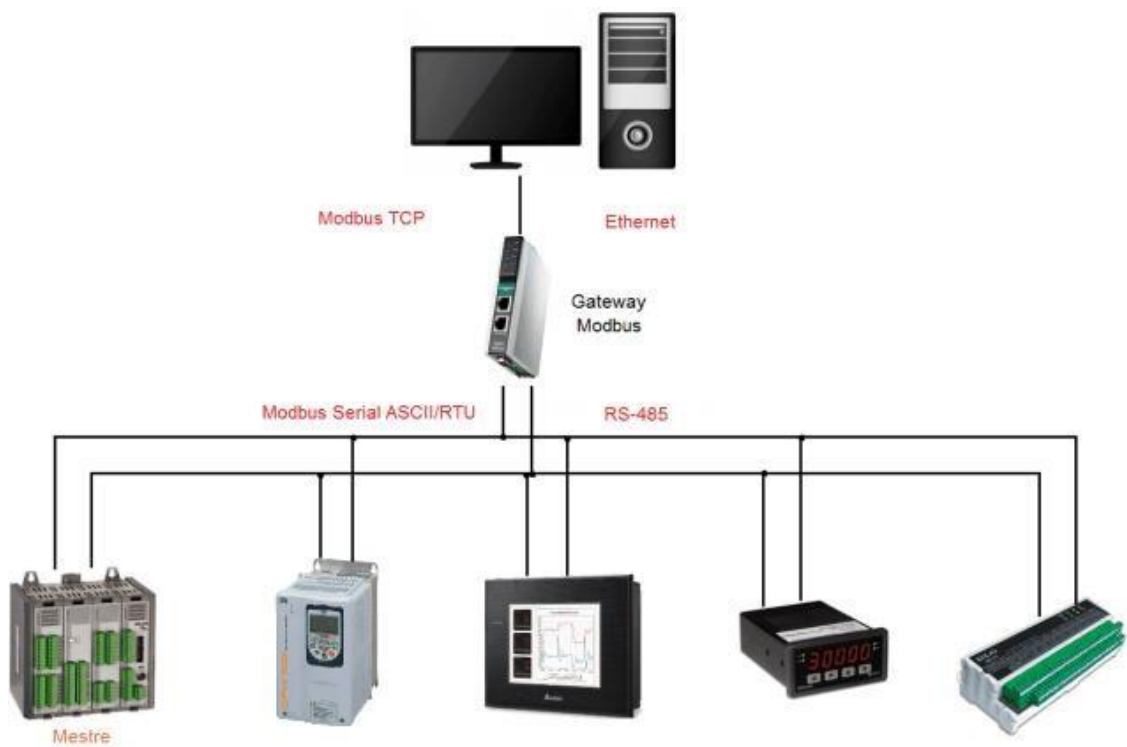 Modbus TCP
Ethernet
Gateway
Modbus
Modbus Serial ASCII/RTU
RS-485
30000
Mestre